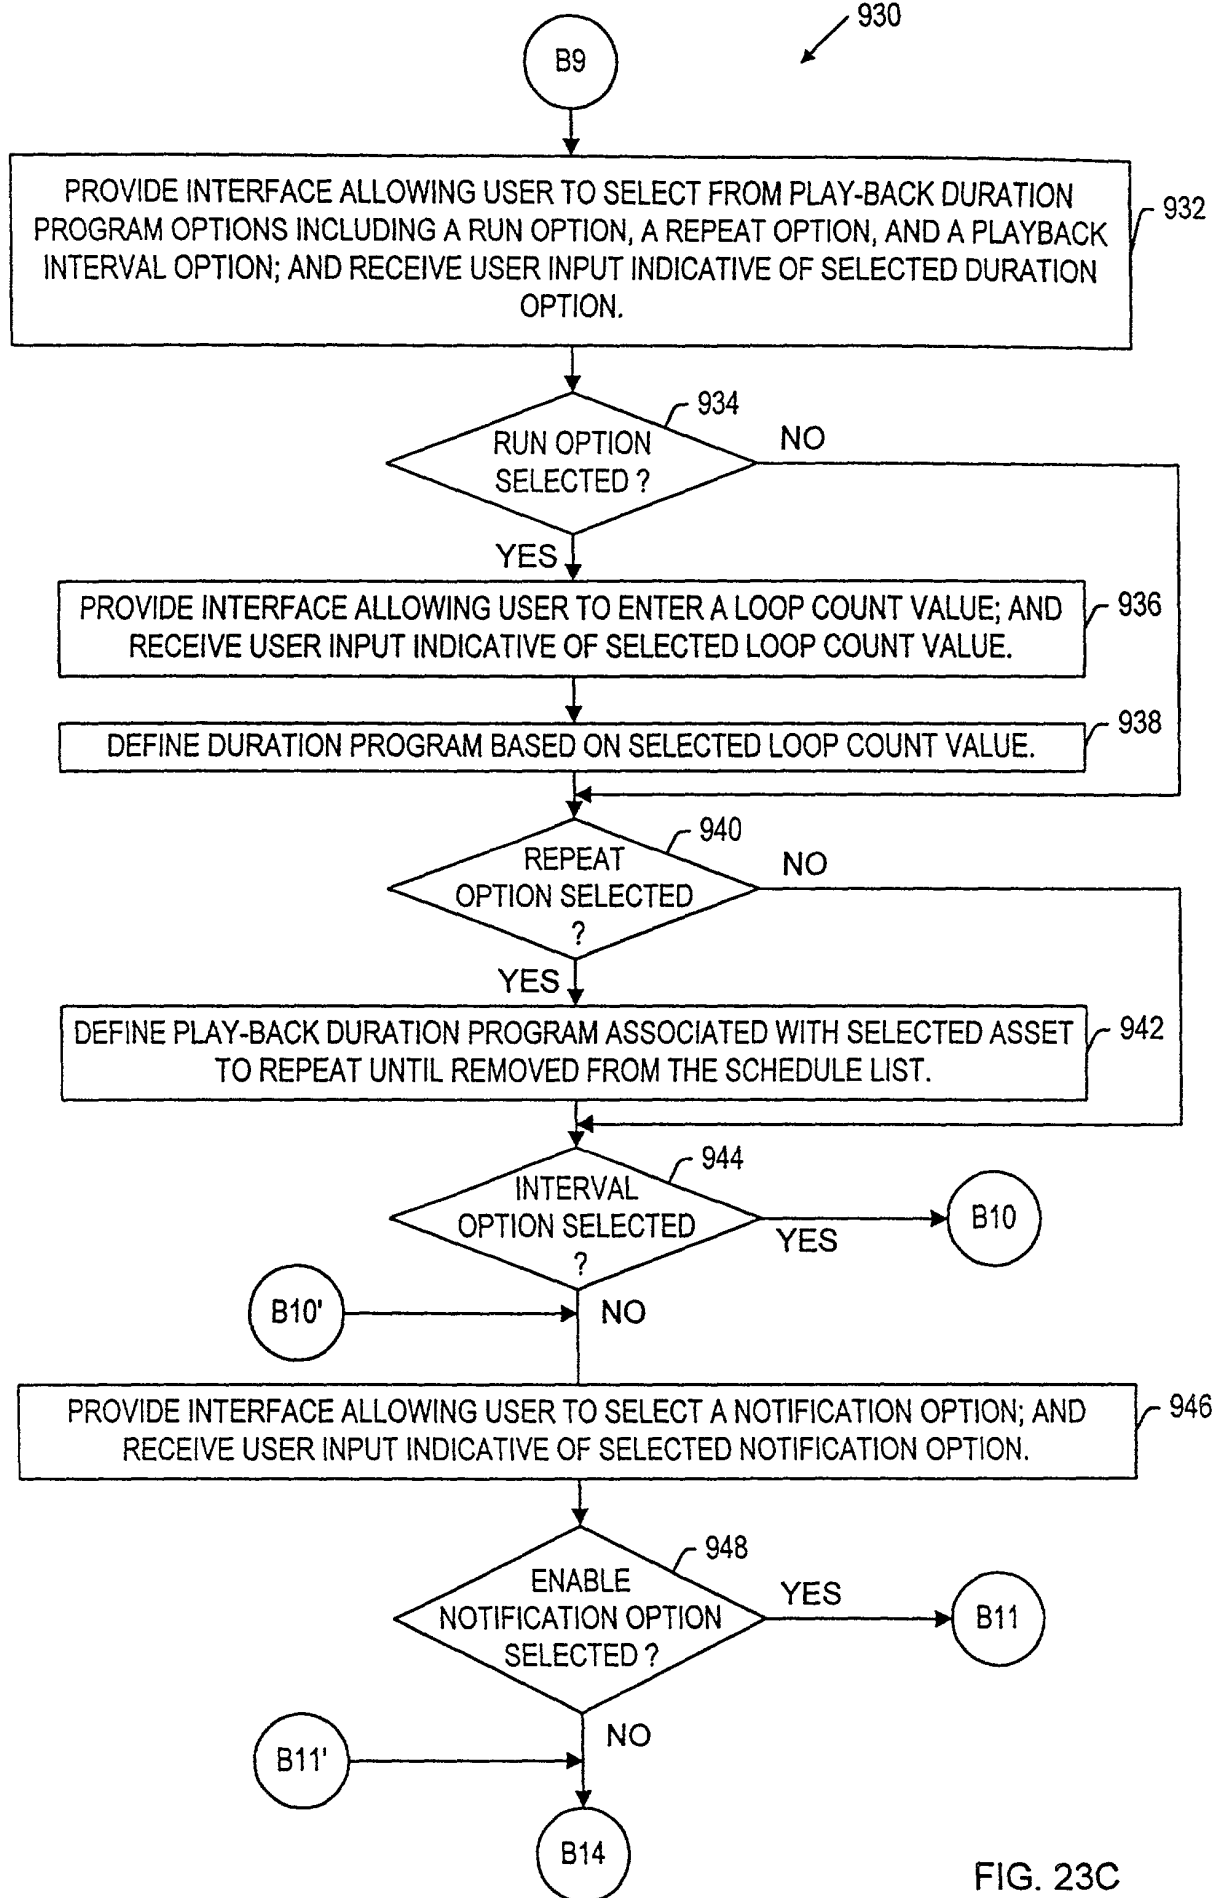 930
B9
PROVIDE INTERFACE ALLOWING USER TO SELECT FROM PLAY-BACK DURATION
PROGRAM OPTIONS INCLUDING A RUN OPTION, A REPEAT OPTION, AND A PLAYBACK
INTERVAL OPTION; AND RECEIVE USER INPUT INDICATIVE OF SELECTED DURATION
OPTION.
932
934
RUN OPTION
SELECTED ?
NO
YES
PROVIDE INTERFACE ALLOWING USER TO ENTER A LOOP COUNT VALUE; AND
RECEIVE USER INPUT INDICATIVE OF SELECTED LOOP COUNT VALUE.
936
938
DEFINE DURATION PROGRAM BASED ON SELECTED LOOP COUNT VALUE.
940
REPEAT
OPTION SELECTED
?
NO
YES
DEFINE PLAY-BACK DURATION PROGRAM ASSOCIATED WITH SELECTED ASSET
TO REPEAT UNTIL REMOVED FROM THE SCHEDULE LIST.
942
944
INTERVAL
OPTION SELECTED
?
YES
B10
B10'
NO
PROVIDE INTERFACE ALLOWING USER TO SELECT A NOTIFICATION OPTION; AND
RECEIVE USER INPUT INDICATIVE OF SELECTED NOTIFICATION OPTION.
946
948
ENABLE
NOTIFICATION OPTION
SELECTED ?
YES
B11
NO
B11'
B14
FIG. 23C